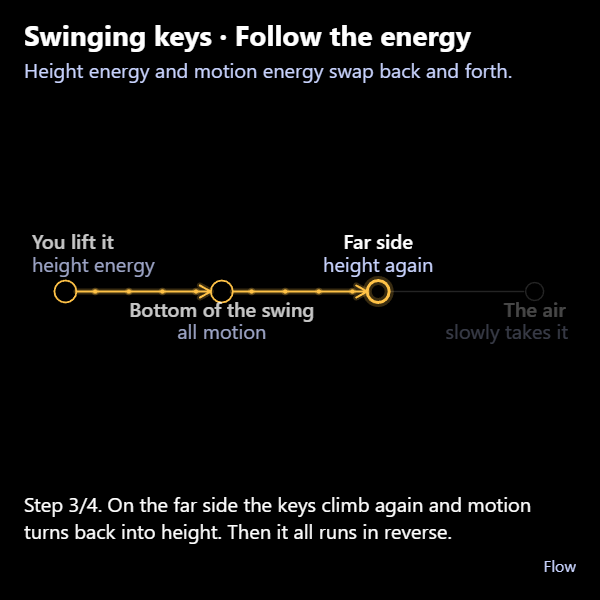 Swinging keys · Follow the energy
Height energy and motion energy swap back and forth.
You lift it
height energy
Far side
height again
Bottom of the swing
all motion
The air
slowly takes it
Step 3/4. On the far side the keys climb again and motion
turns back into height. Then it all runs in reverse.
Flow